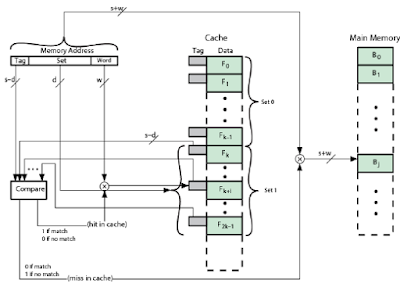 s+w
Cache
Main Memory
Memory Address
Tag Data
Tag Set Word
F0
B0
F1
B1
s–d
d
w
Set 0
s–d
Fk–1
s+w
Fk
Bj
Compare
Fk+i
Set 1
(hit in cache)
F2k–1
1 if match
0 if no match
0 if match
1 if no match
(miss in cache)